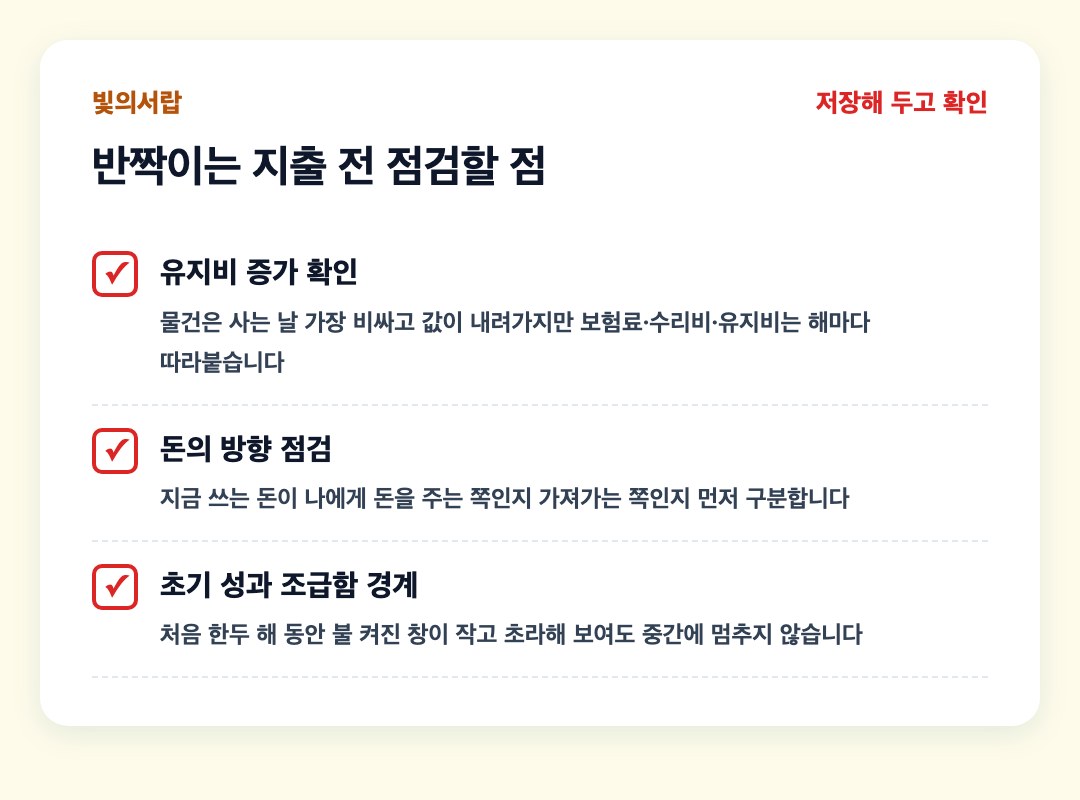 빛의서랍
저장해 두고 확인
반짝이는 지출 전 점검할 점
유지비 증가 확인
물건은 사는 날 가장 비싸고 값이 내려가지만 보험료·수리비·유지비는 해마다
따라붙습니다
돈의 방향 점검
지금 쓰는 돈이 나에게 돈을 주는 쪽인지 가져가는 쪽인지 먼저 구분합니다
초기 성과 조급함 경계
처음 한두 해 동안 불 켜진 창이 작고 초라해 보여도 중간에 멈추지 않습니다